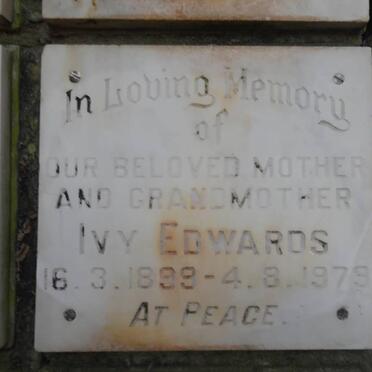 In Loving Memory
of
OUR BELOVED MOTHER
AND GRANDMOTHER
IVY EDWARDS
16.3.1899-4.8.1979
AT PEACE.